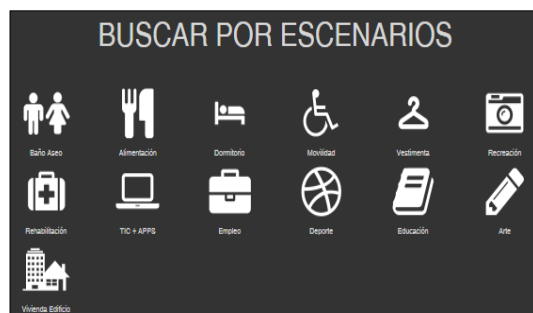 BUSCAR POR ESCENARIOS
Baño Aseo
Alimentación
Dormitorio
Movilidad
Vestimenta
Recreación
Rehabilitación
TIC + APPS
Empleo
Deporte
Educación
Arte
Vivienda Edificio